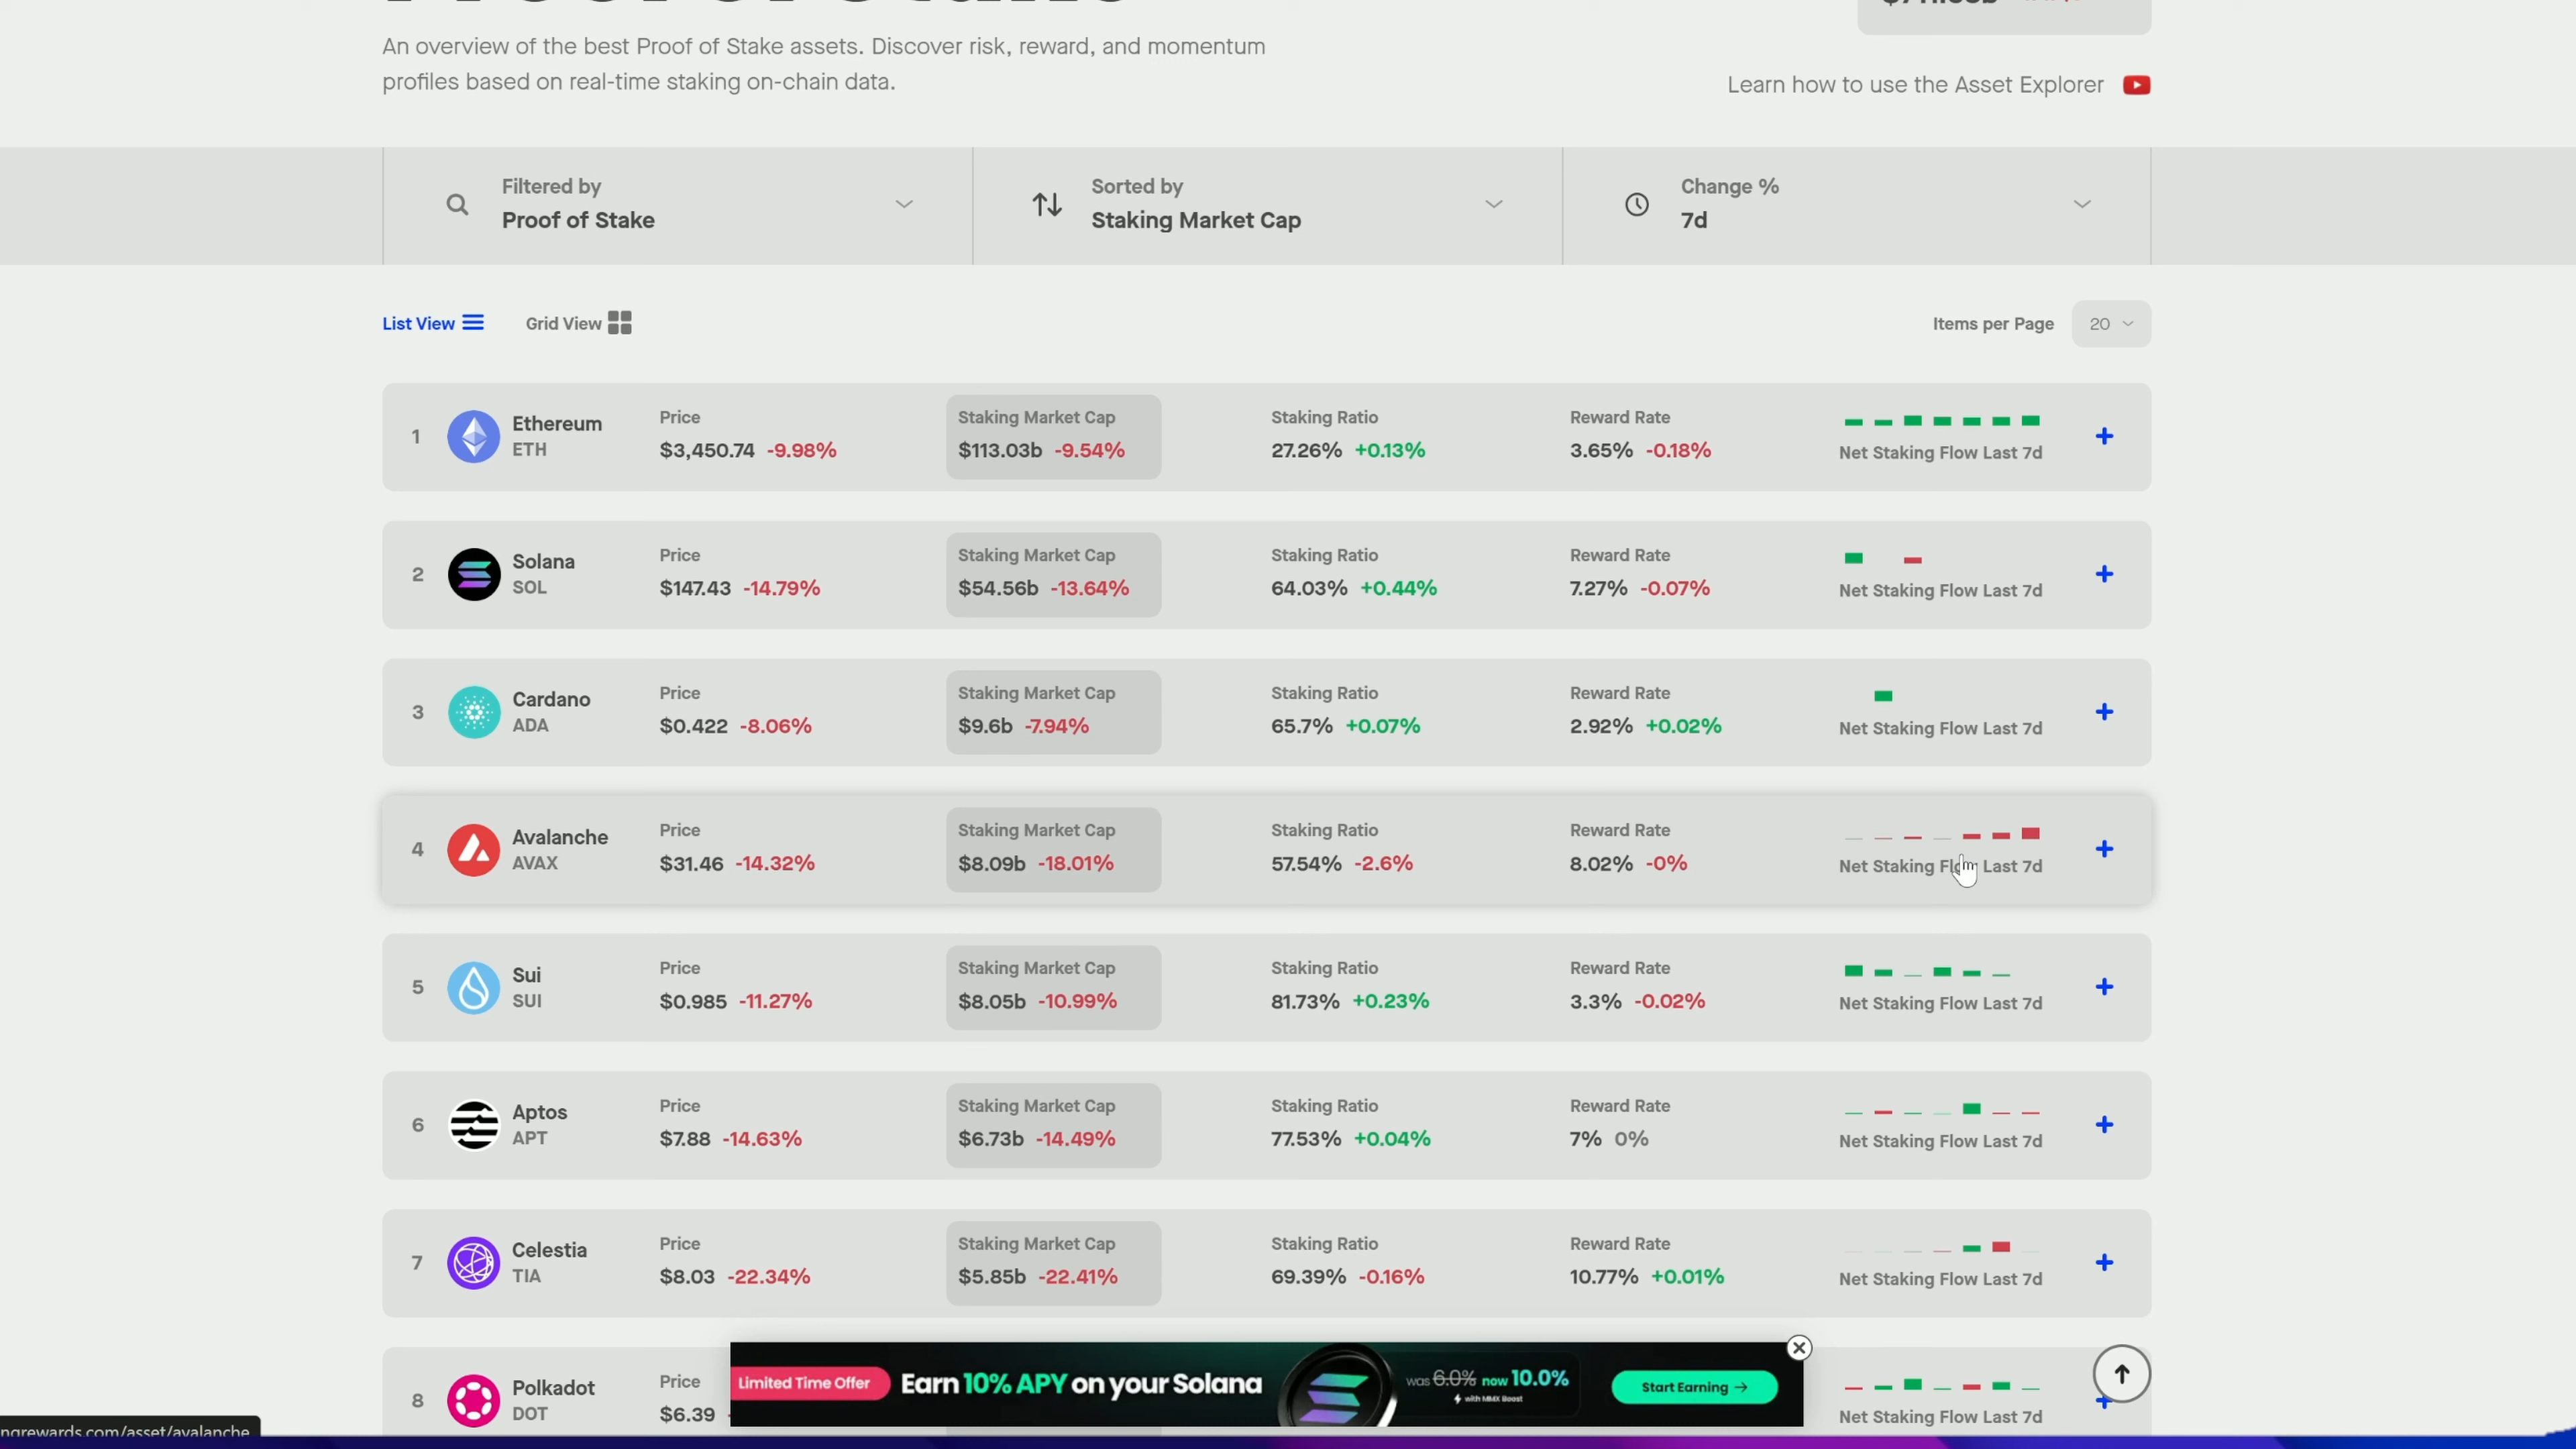 An overview of the best Proof of Stake assets. Discover risk, reward, and momentum
profiles based on real-time staking on-chain data.
Learn how to use the Asset Explorer
Filtered by
Proof of Stake
Sorted by
Staking Market Cap
Change %
7d
List View
Grid View
Items per Page
20
1
Ethereum
ETH
Price
$3,450.74 -9.98%
Staking Market Cap
$113.03b -9.54%
Staking Ratio
27.26% +0.13%
Reward Rate
3.65% -0.18%
Net Staking Flow Last 7d
2
Solana
SOL
Price
$147.43 -14.79%
Staking Market Cap
$54.56b -13.64%
Staking Ratio
64.03% +0.44%
Reward Rate
7.27% -0.07%
Net Staking Flow Last 7d
3
Cardano
ADA
Price
$0.422 -8.06%
Staking Market Cap
$9.6b -7.94%
Staking Ratio
65.7% +0.07%
Reward Rate
2.92% +0.02%
Net Staking Flow Last 7d
4
Avalanche
AVAX
Price
$31.46 -14.32%
Staking Market Cap
$8.09b -18.01%
Staking Ratio
57.54% -2.6%
Reward Rate
8.02% -0%
Net Staking Flow Last 7d
5
Sui
SUI
Price
$0.985 -11.27%
Staking Market Cap
$8.05b -10.99%
Staking Ratio
81.73% +0.23%
Reward Rate
3.3% -0.02%
Net Staking Flow Last 7d
6
Aptos
APT
Price
$7.88 -14.63%
Staking Market Cap
$6.73b -14.49%
Staking Ratio
77.53% +0.04%
Reward Rate
7% 0%
Net Staking Flow Last 7d
7
Celestia
TIA
Price
$8.03 -22.34%
Staking Market Cap
$5.85b -22.41%
Staking Ratio
69.39% -0.16%
Reward Rate
10.77% +0.01%
Net Staking Flow Last 7d
8
Polkadot
DOT
Price
$6.39
Net Staking Flow Last 7d
Limited Time Offer
Earn 10% APY on your Solana
was 6.0% now 10.0%
with MMX Boost
Start Earning →
ngrewards.com/asset/avalanche